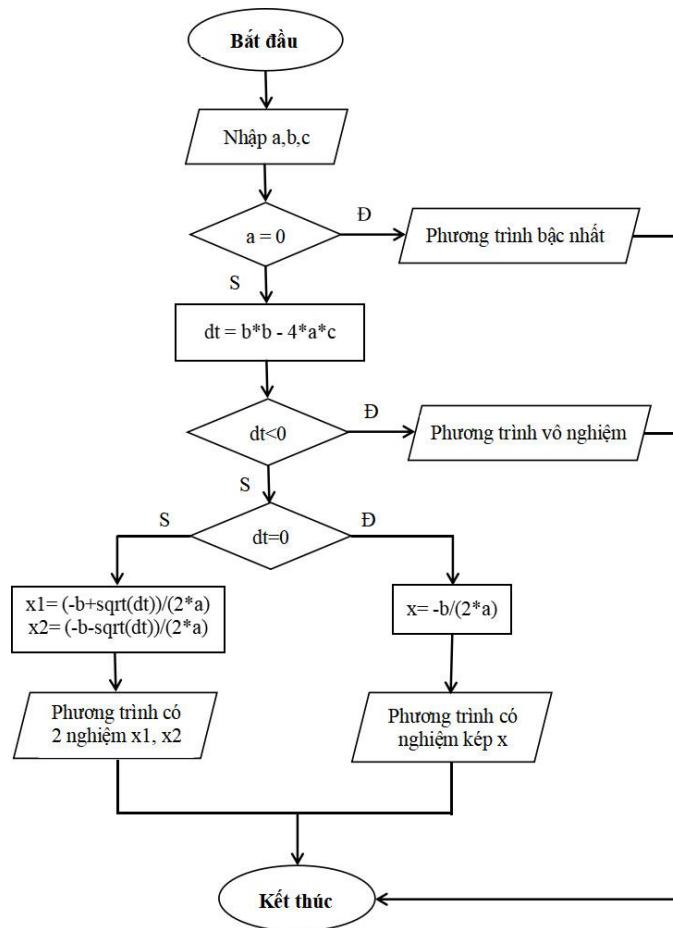 Bắt đầu
Nhập a,b,c
a = 0
Đ
Phương trình bậc nhất
S
dt = b*b - 4*a*c
dt<0
Đ
Phương trình vô nghiệm
S
dt=0
S
Đ
x1= (-b+sqrt(dt))/(2*a)
x2= (-b-sqrt(dt))/(2*a)
x= -b/(2*a)
Phương trình có
2 nghiệm x1, x2
Phương trình có
nghiệm kép x
Kết thúc